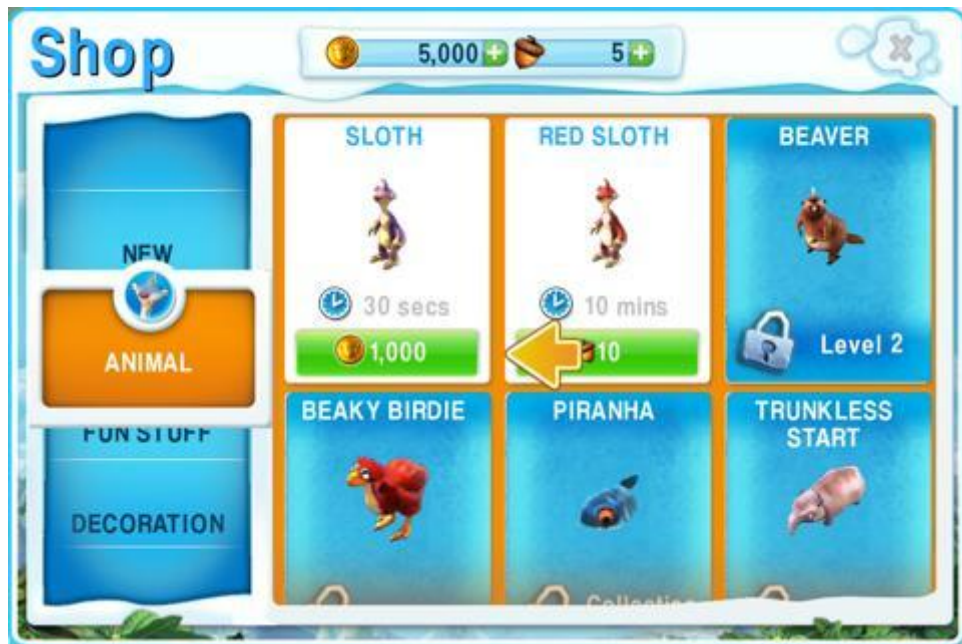 Shop
5,000
5
SLOTH
RED SLOTH
BEAVER
NEW
30 secs
10 mins
ANIMAL
1,000
10
Level 2
FUN STUFF
BEAKY BIRDIE
PIRANHA
TRUNKLESS
START
DECORATION
Collection